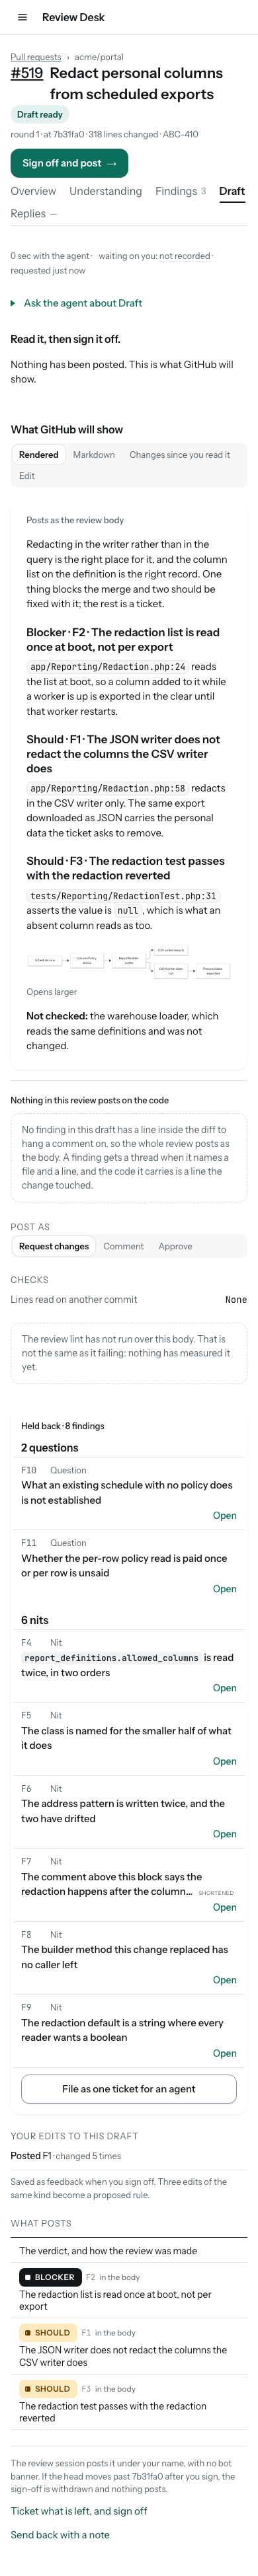 Review Desk
Pull requests › acme/portal
#519 Redact personal columns
from scheduled exports
Draft ready
round 1 · at 7b31fa0 · 318 lines changed · ABC-410
Sign off and post →
Overview Understanding Findings 3 Draft
Replies —
0 sec with the agent · waiting on you: not recorded ·
requested just now
Ask the agent about Draft
Read it, then sign it off.
Nothing has been posted. This is what GitHub will
show.
What GitHub will show
Rendered Markdown Changes since you read it
Edit
Posts as the review body
Redacting in the writer rather than in the
query is the right place for it, and the column
list on the definition is the right record. One
thing blocks the merge and two should be
fixed with it; the rest is a ticket.
Blocker · F2 · The redaction list is read
once at boot, not per export
app/Reporting/Redaction.php:24 reads
the list at boot, so a column added to it while
a worker is up is exported in the clear until
that worker restarts.
Should · F1 · The JSON writer does not
redact the columns the CSV writer
does
app/Reporting/Redaction.php:58 redacts
in the CSV writer only. The same export
downloaded as JSON carries the personal
data the ticket asks to remove.
Should · F3 · The redaction test passes
with the redaction reverted
tests/Reporting/RedactionTest.php:31
asserts the value is null, which is what an
absent column reads as too.
Opens larger
Not checked: the warehouse loader, which
reads the same definitions and was not
changed.
Nothing in this review posts on the code
No finding in this draft has a line inside the diff to
hang a comment on, so the whole review posts as
the body. A finding gets a thread when it names a
file and a line, and the code it carries is a line the
change touched.
POST AS
Request changes Comment Approve
CHECKS
Lines read on another commit None
The review lint has not run over this body. That is
not the same as it failing: nothing has measured it
yet.
Held back · 8 findings
2 questions
F10 Question
What an existing schedule with no policy does
is not established
Open
F11 Question
Whether the per-row policy read is paid once
or per row is unsaid
Open
6 nits
F4 Nit
report_definitions.allowed_columns is read
twice, in two orders
Open
F5 Nit
The class is named for the smaller half of what
it does
Open
F6 Nit
The address pattern is written twice, and the
two have drifted
Open
F7 Nit
The comment above this block says the
redaction happens after the column… SHORTENED
Open
F8 Nit
The builder method this change replaced has
no caller left
Open
F9 Nit
The redaction default is a string where every
reader wants a boolean
Open
File as one ticket for an agent
YOUR EDITS TO THIS DRAFT
Posted F1 · changed 5 times
Saved as feedback when you sign off. Three edits of the
same kind become a proposed rule.
WHAT POSTS
The verdict, and how the review was made
BLOCKER F2 in the body
The redaction list is read once at boot, not per
export
SHOULD F1 in the body
The JSON writer does not redact the columns the
CSV writer does
SHOULD F3 in the body
The redaction test passes with the redaction
reverted
The review session posts it under your name, with no bot
banner. If the head moves past 7b31fa0 after you sign, the
sign-off is withdrawn and nothing posts.
Ticket what is left, and sign off
Send back with a note